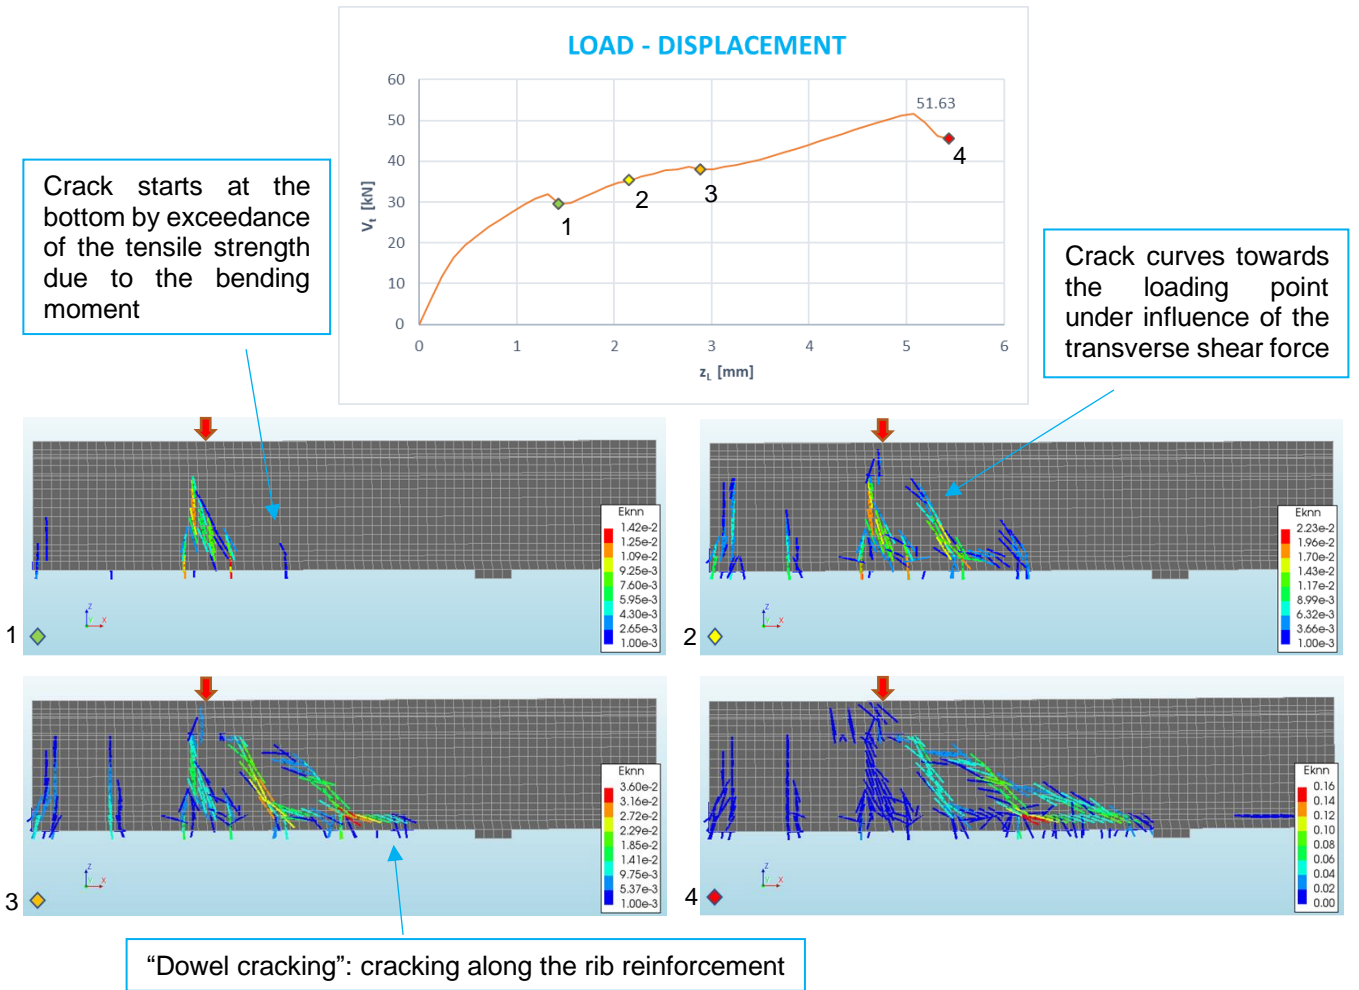 LOAD - DISPLACEMENT
60
50
40
30
20
10
0
Vt [kN]
0 1 2 3 4 5 6
zL [mm]
51.63
1
2
3
4
Crack starts at the
bottom by exceedance
of the tensile strength
due to the bending
moment
Crack curves towards
the loading point
under influence of the
transverse shear force
Eknn
1.42e-2
1.25e-2
1.09e-2
9.25e-3
7.60e-3
5.95e-3
4.30e-3
2.65e-3
1.00e-3
Z
Y
X
1
Eknn
2.23e-2
1.96e-2
1.70e-2
1.43e-2
1.17e-2
8.99e-3
6.32e-3
3.66e-3
1.00e-3
Z
Y
X
2
Eknn
3.60e-2
3.16e-2
2.72e-2
2.29e-2
1.85e-2
1.41e-2
9.75e-3
5.37e-3
1.00e-3
Z
Y
X
3
Eknn
0.16
0.14
0.12
0.10
0.08
0.06
0.04
0.02
0.00
Z
Y
X
4
“Dowel cracking”: cracking along the rib reinforcement